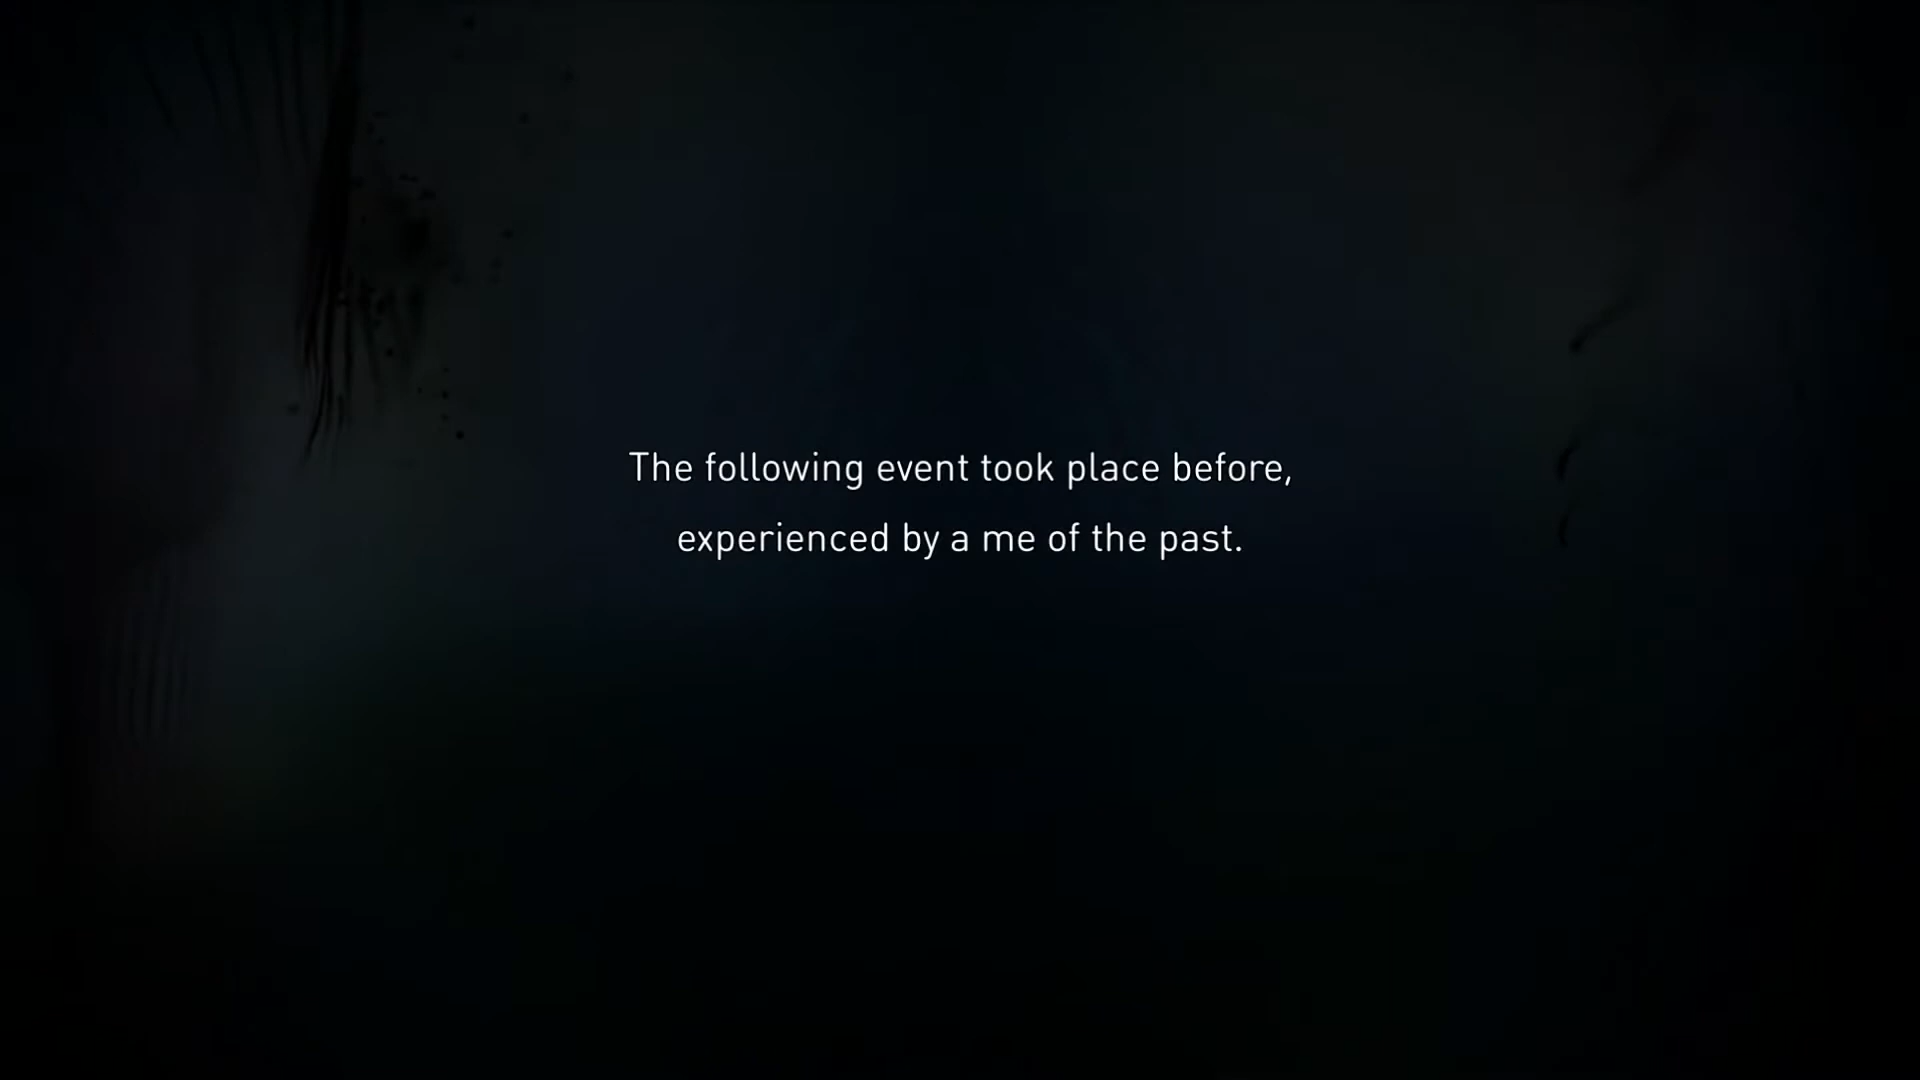 The following event took place before,
experienced by a me of the past.